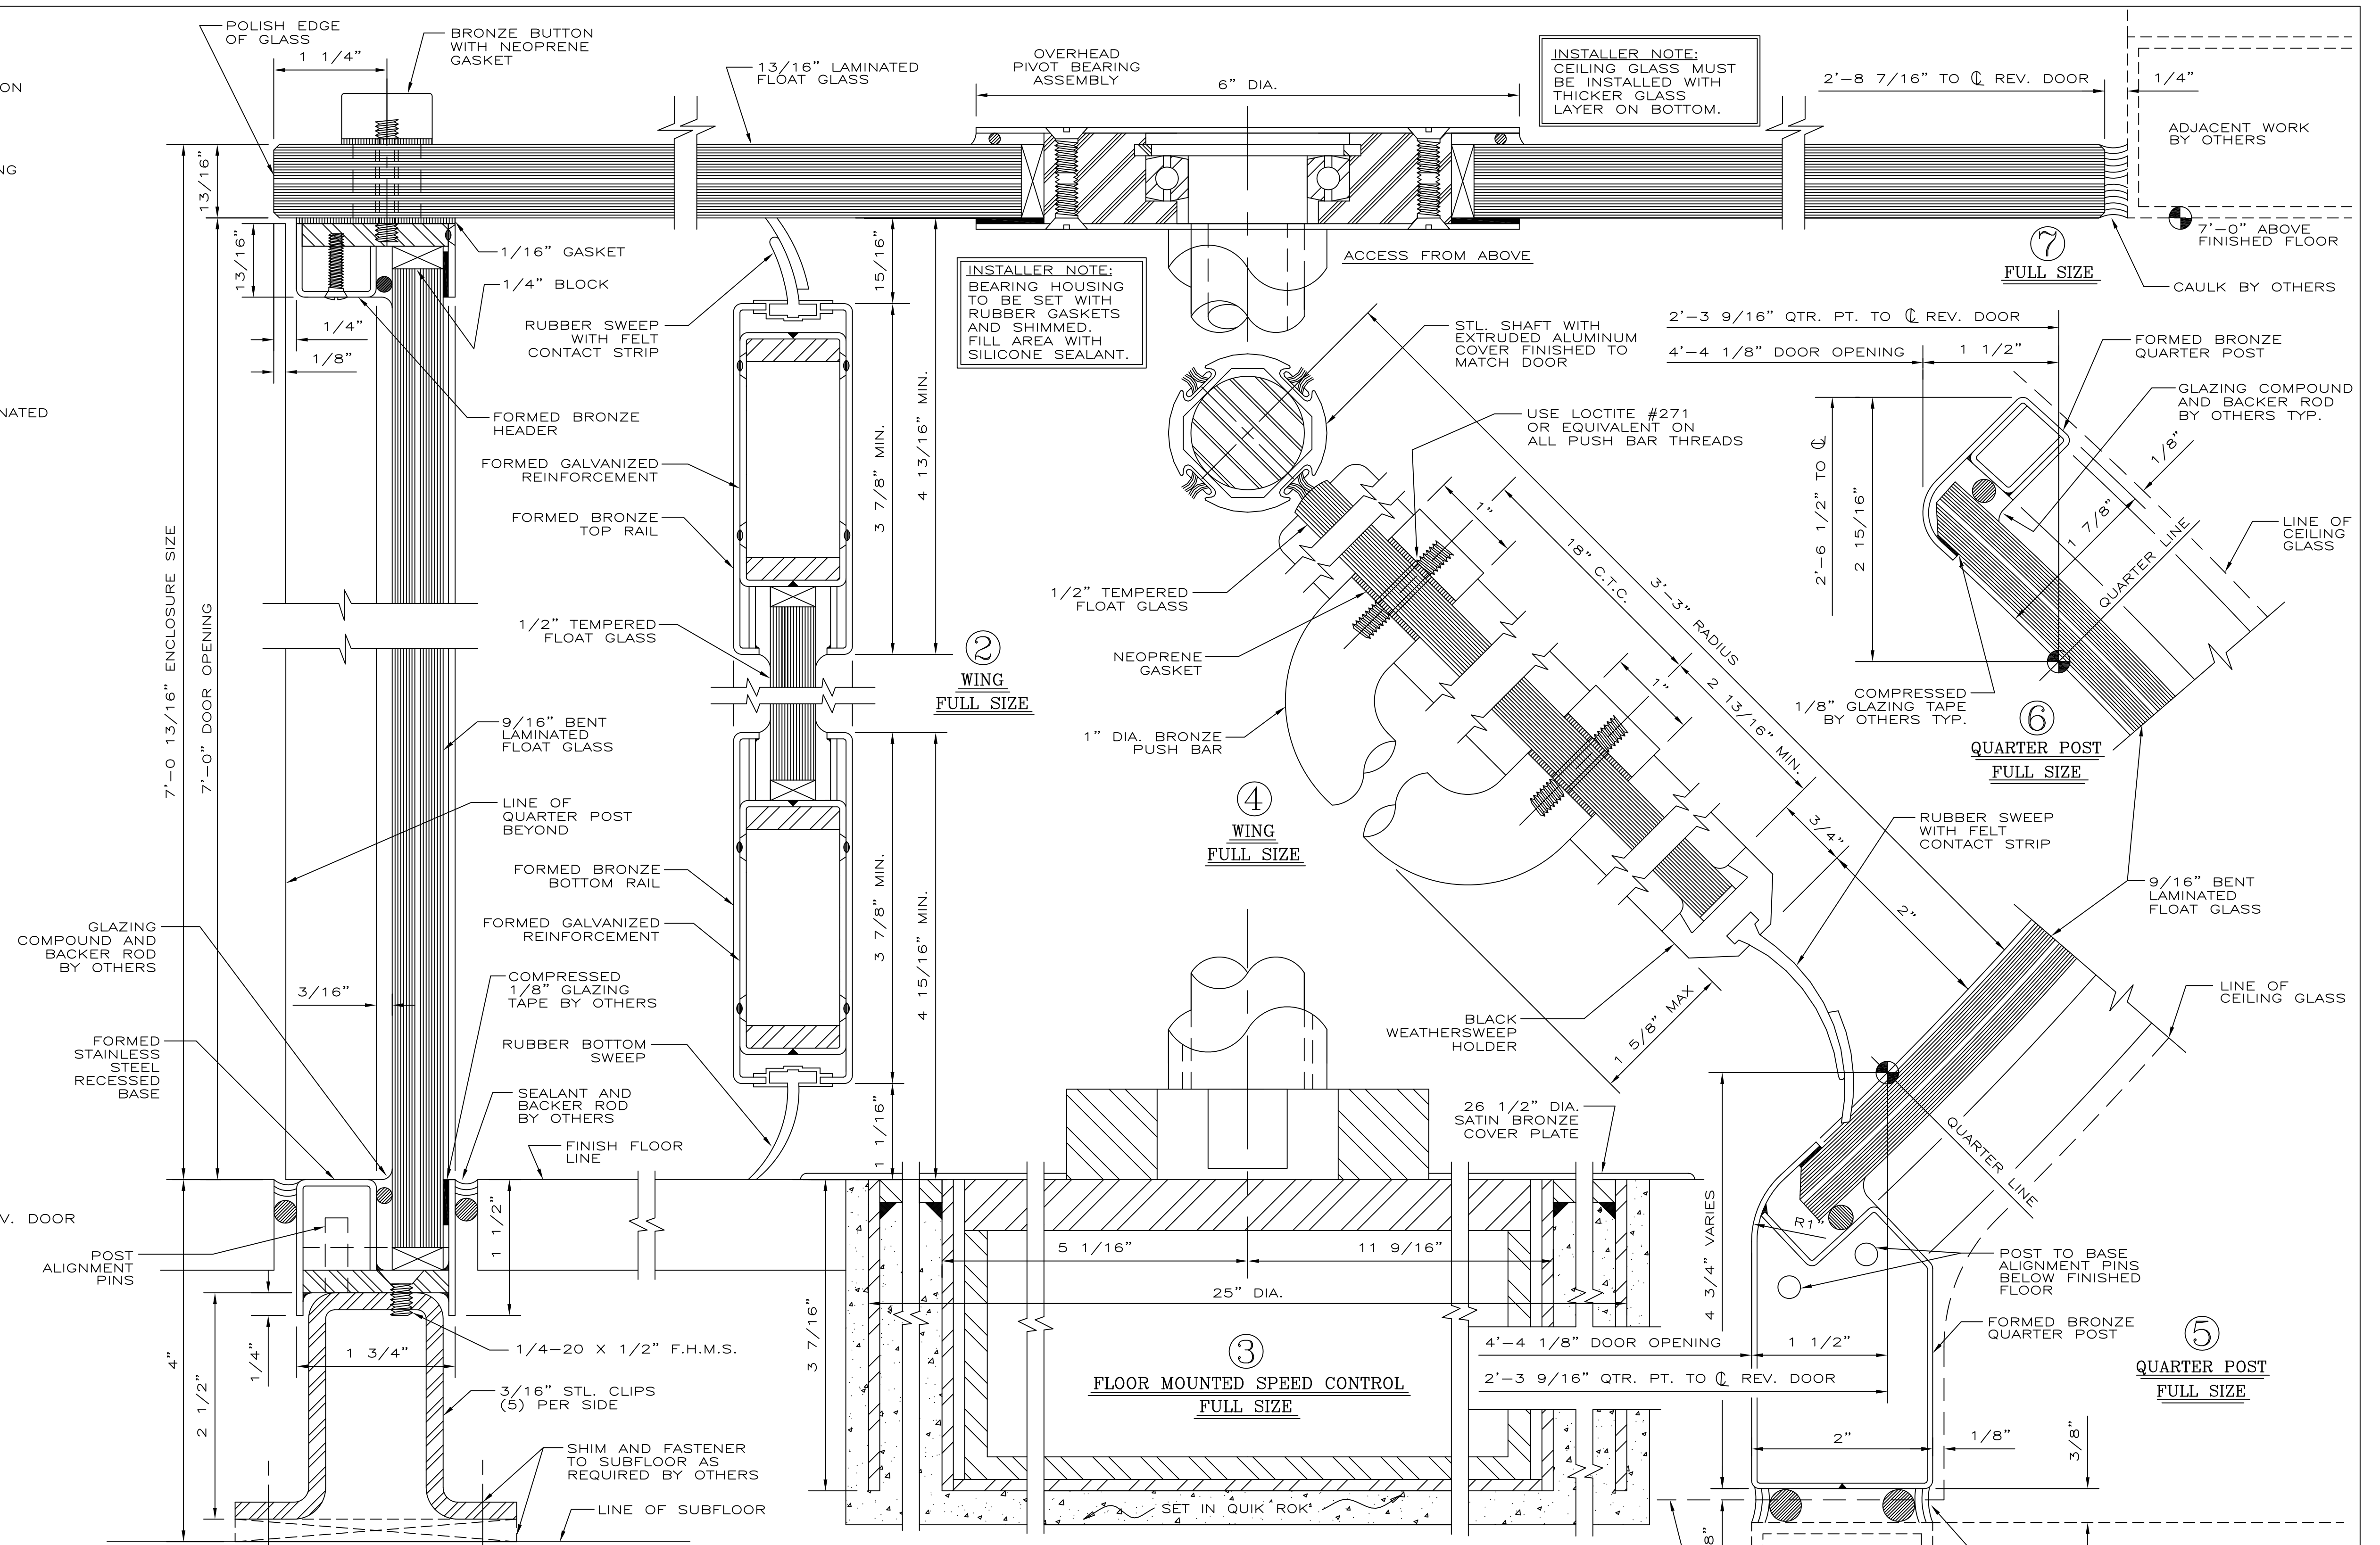 POLISH EDGE
OF GLASS
1 1/4"
BRONZE BUTTON
WITH NEOPRENE
GASKET
13/16" LAMINATED
FLOAT GLASS
OVERHEAD
PIVOT BEARING
ASSEMBLY
6" DIA.
INSTALLER NOTE:
CEILING GLASS MUST
BE INSTALLED WITH
THICKER GLASS
LAYER ON BOTTOM.
2'-8 7/16" TO ℄ REV. DOOR
1/4"
ADJACENT WORK
BY OTHERS
ON
NG
NATED
V. DOOR
13/16"
13/16"
1/4"
1/8"
1/16" GASKET
1/4" BLOCK
RUBBER SWEEP
WITH FELT
CONTACT STRIP
15/16"
INSTALLER NOTE:
BEARING HOUSING
TO BE SET WITH
RUBBER GASKETS
AND SHIMMED.
FILL AREA WITH
SILICONE SEALANT.
ACCESS FROM ABOVE
7
FULL SIZE
7'-0" ABOVE
FINISHED FLOOR
CAULK BY OTHERS
FORMED BRONZE
HEADER
FORMED GALVANIZED
REINFORCEMENT
FORMED BRONZE
TOP RAIL
3 7/8" MIN.
4 13/16" MIN.
STL. SHAFT WITH
EXTRUDED ALUMINUM
COVER FINISHED TO
MATCH DOOR
USE LOCTITE #271
OR EQUIVALENT ON
ALL PUSH BAR THREADS
2'-3 9/16" QTR. PT. TO ℄ REV. DOOR
4'-4 1/8" DOOR OPENING
1 1/2"
FORMED BRONZE
QUARTER POST
GLAZING COMPOUND
AND BACKER ROD
BY OTHERS TYP.
1/8"
2'-6 1/2" TO ℄
2 15/16"
1 7/8"
QUARTER LINE
LINE OF
CEILING
GLASS
7'-0 13/16" ENCLOSURE SIZE
7'-0" DOOR OPENING
1/2" TEMPERED
FLOAT GLASS
2
WING
FULL SIZE
1/2" TEMPERED
FLOAT GLASS
NEOPRENE
GASKET
1" DIA. BRONZE
PUSH BAR
1"
18" C.T.C.
3'-3" RADIUS
1"
2 13/16" MIN.
3/4"
2"
COMPRESSED
1/8" GLAZING TAPE
BY OTHERS TYP.
6
QUARTER POST
FULL SIZE
9/16" BENT
LAMINATED
FLOAT GLASS
LINE OF
QUARTER POST
BEYOND
4
WING
FULL SIZE
RUBBER SWEEP
WITH FELT
CONTACT STRIP
9/16" BENT
LAMINATED
FLOAT GLASS
FORMED BRONZE
BOTTOM RAIL
FORMED GALVANIZED
REINFORCEMENT
3 7/8" MIN.
4 15/16" MIN.
GLAZING
COMPOUND AND
BACKER ROD
BY OTHERS
3/16"
COMPRESSED
1/8" GLAZING
TAPE BY OTHERS
FORMED
STAINLESS
STEEL
RECESSED
BASE
RUBBER BOTTOM
SWEEP
SEALANT AND
BACKER ROD
BY OTHERS
FINISH FLOOR
LINE
1 1/16"
BLACK
WEATHERSWEEP
HOLDER
1 5/8" MAX
LINE OF
CEILING GLASS
26 1/2" DIA.
SATIN BRONZE
COVER PLATE
QUARTER LINE
4 3/4" VARIES
R1"
POST
ALIGNMENT
PINS
1 1/2"
5 1/16"
11 9/16"
25" DIA.
3 7/16"
POST TO BASE
ALIGNMENT PINS
BELOW FINISHED
FLOOR
FORMED BRONZE
QUARTER POST
4"
2 1/2"
1/4"
1 3/4"
1/4-20 X 1/2" F.H.M.S.
3/16" STL. CLIPS
(5) PER SIDE
3
FLOOR MOUNTED SPEED CONTROL
FULL SIZE
4'-4 1/8" DOOR OPENING
1 1/2"
2'-3 9/16" QTR. PT. TO ℄ REV. DOOR
5
QUARTER POST
FULL SIZE
2"
1/8"
3/8"
SHIM AND FASTENER
TO SUBFLOOR AS
REQUIRED BY OTHERS
LINE OF SUBFLOOR
SET IN QUIK ROK
8"